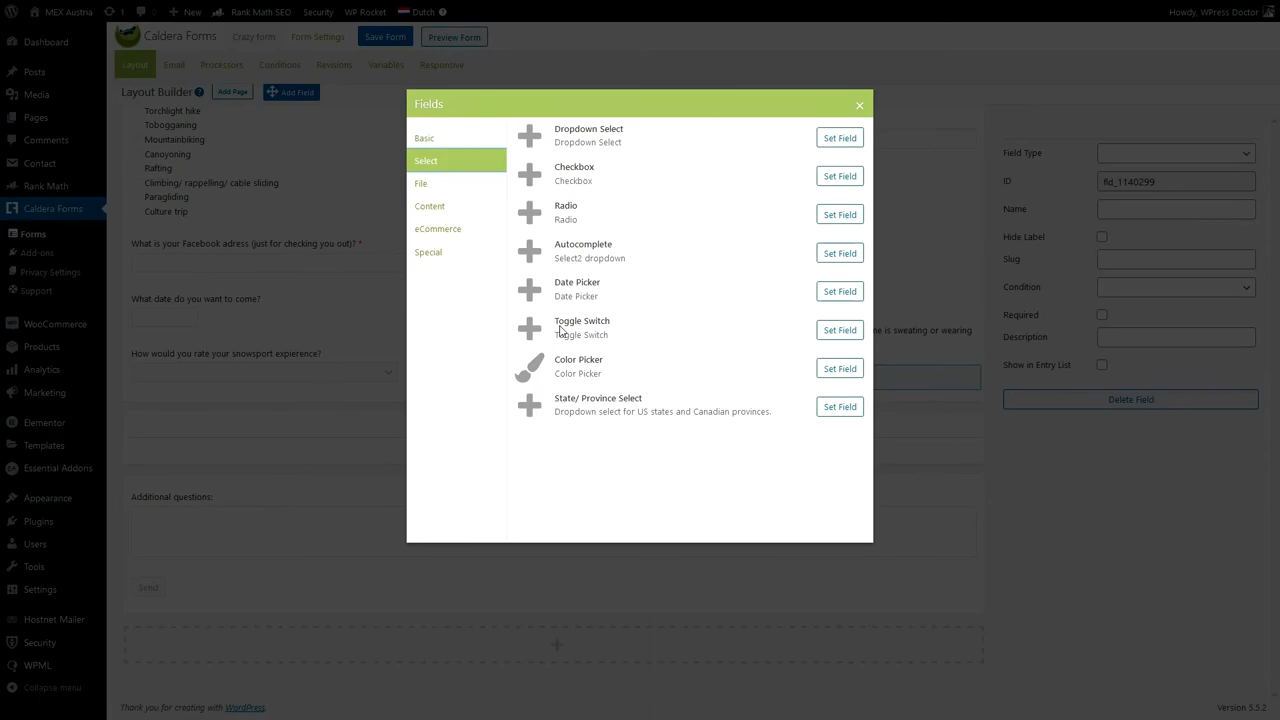 MEX Austria
1
New
Rank Math SEO
Security
WP Rocket
Dutch
Howdy, WPress Doctor
Dashboard
Posts
Media
Pages
Comments
Contact
Rank Math
Caldera Forms
Forms
Add-ons
Privacy Settings
Support
WooCommerce
Products
Analytics
Marketing
Elementor
Templates
Essential Addons
Appearance
Plugins
Users
Tools
Settings
Hostnet Mailer
Security
WPML
Collapse menu
Caldera Forms
Crazy form
Form Settings
Save Form
Preview Form
Layout
Email
Processors
Conditions
Revisions
Variables
Responsive
Layout Builder
Add Page
Add Field
Torchlight hike
Tobogganing
Mountainbiking
Canoyoning
Rafting
Climbing/ rappelling/ cable sliding
Paragliding
Culture trip
What is your Facebook adress (just for checking you out)? *
What date do you want to come?
How would you rate your snowsport expierence?
Additional questions:
Send
Fields
×
Basic
Select
File
Content
eCommerce
Special
Dropdown Select
Dropdown Select
Set Field
Checkbox
Checkbox
Set Field
Radio
Radio
Set Field
Autocomplete
Select2 dropdown
Set Field
Date Picker
Date Picker
Set Field
Toggle Switch
Toggle Switch
Set Field
Color Picker
Color Picker
Set Field
State/ Province Select
Dropdown select for US states and Canadian provinces.
Set Field
ne is sweating or wearing
Field Type
ID
fld_1140299
Name
Hide Label
Slug
Condition
Required
Description
Show in Entry List
Delete Field
Thank you for creating with WordPress.
Version 5.5.2